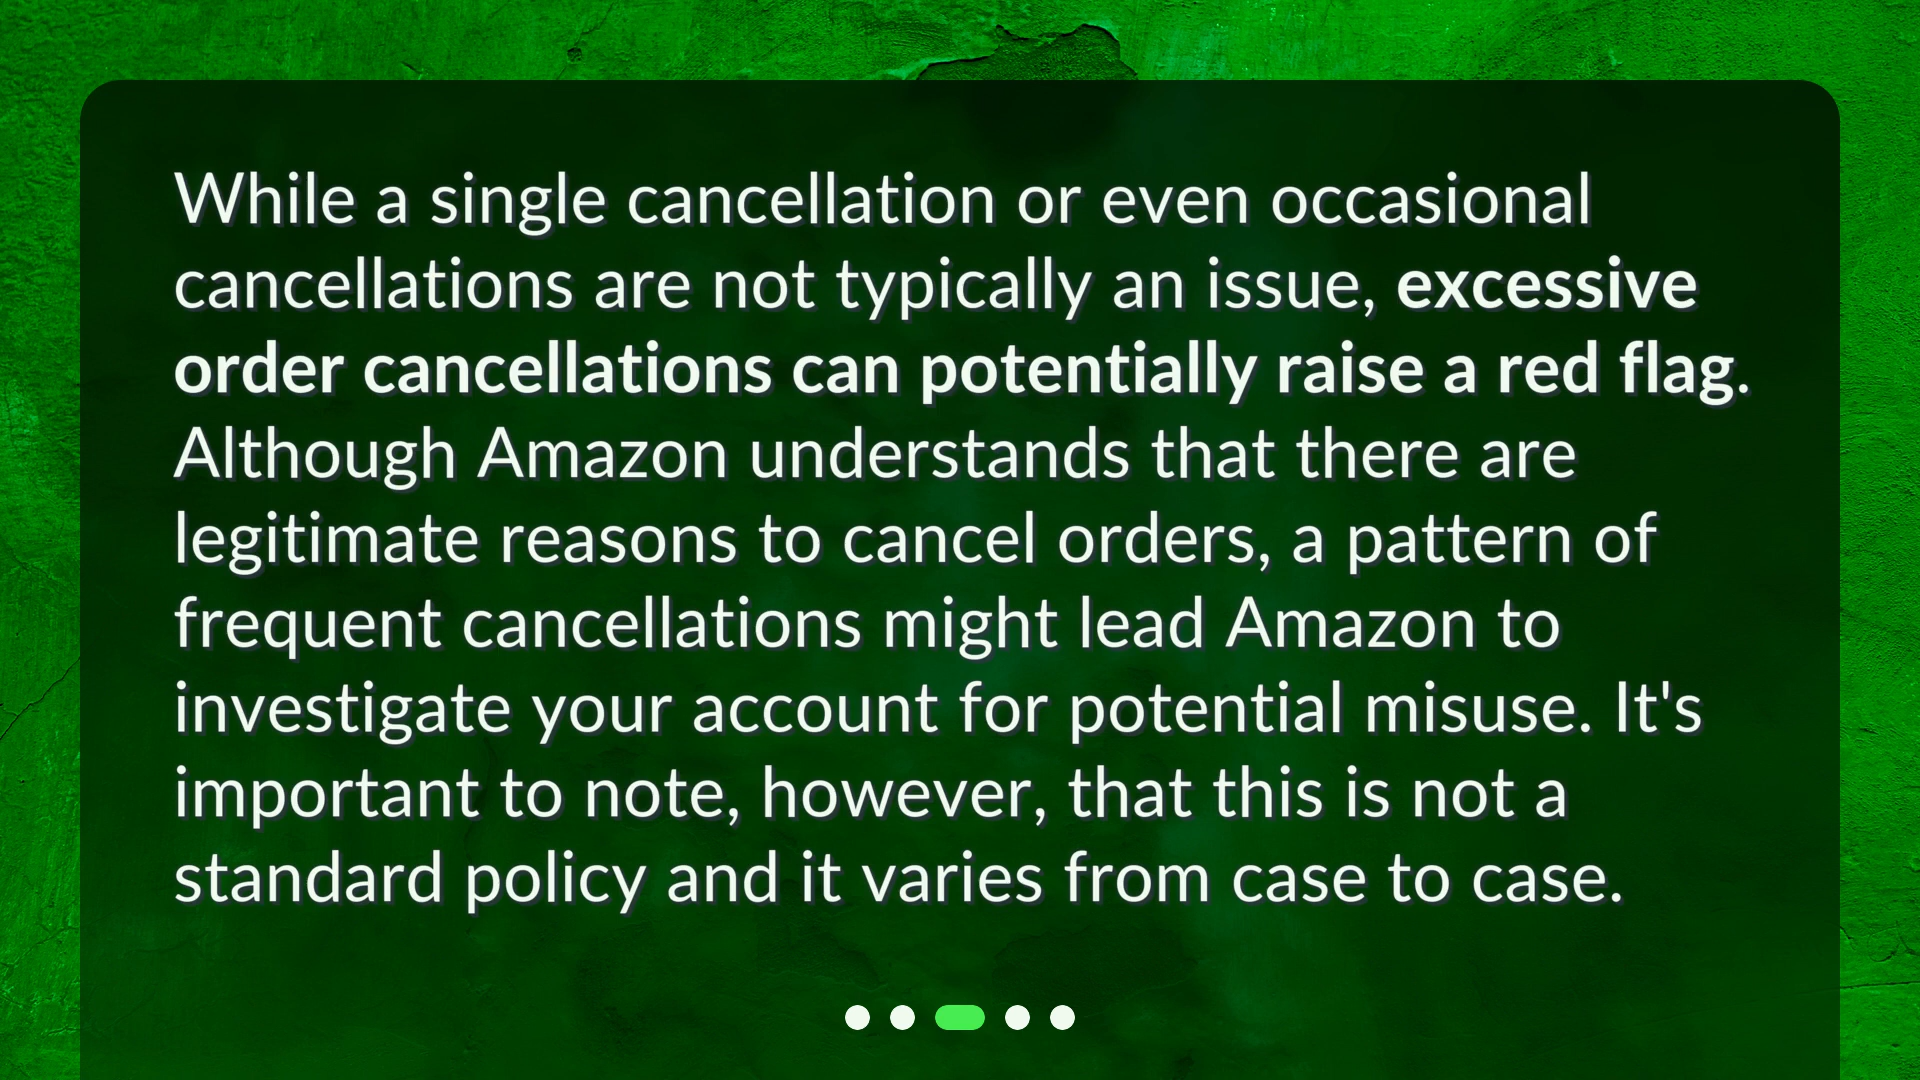 While a single cancellation or even occasional
cancellations are not typically an issue, excessive
order cancellations can potentially raise a red flag.
Although Amazon understands that there are
legitimate reasons to cancel orders, a pattern of
frequent cancellations might lead Amazon to
investigate your account for potential misuse. It's
important to note, however, that this is not a
standard policy and it varies from case to case.